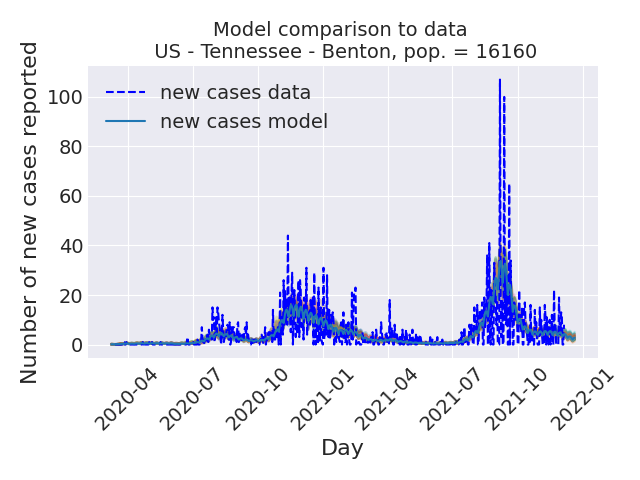 Model comparison to data
US - Tennessee - Benton, pop. = 16160
Number of new cases reported
100
80
60
40
20
0
new cases data
new cases model
2020-04
2020-07
2020-10
2021-01
2021-04
2021-07
2021-10
2022-01
Day